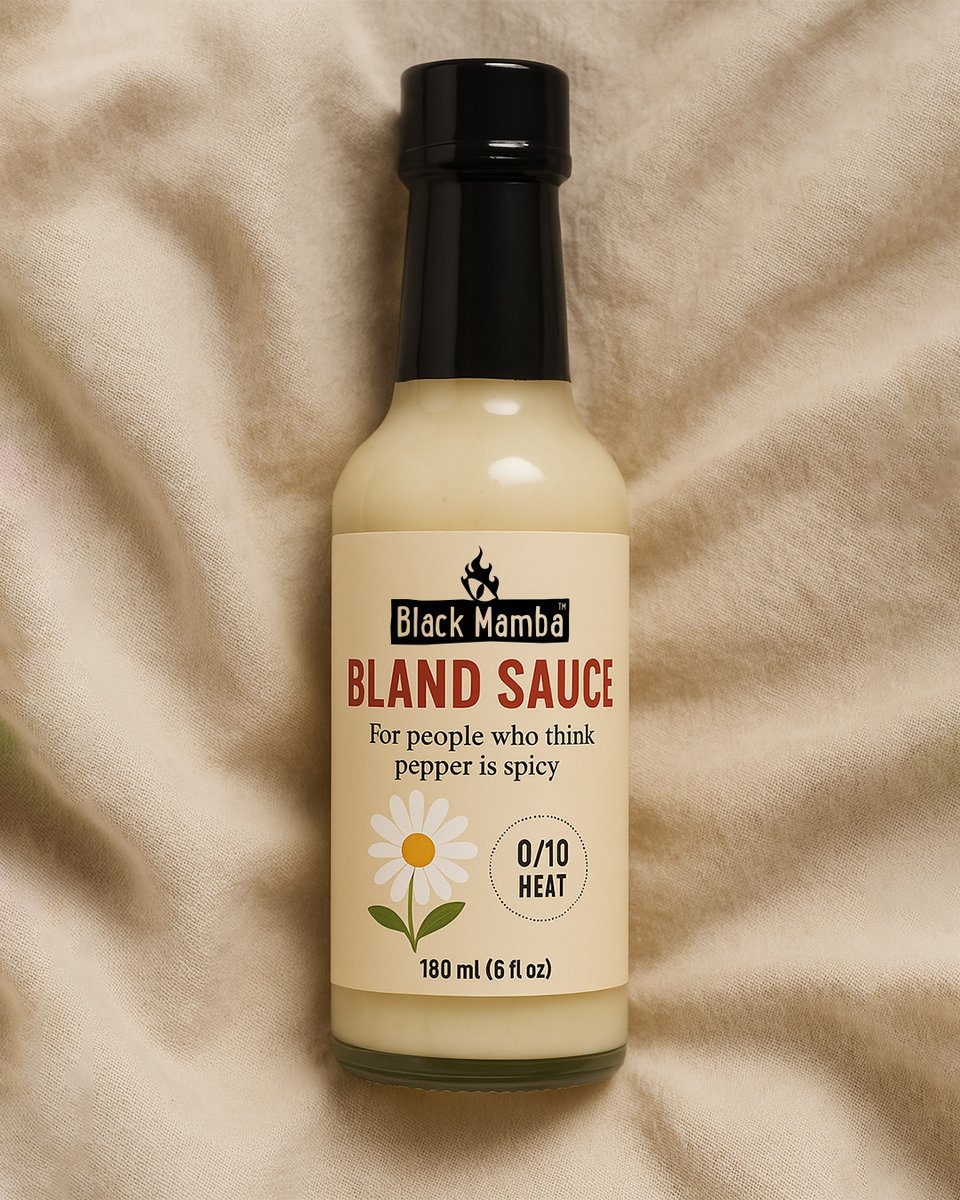 Black Mamba™
BLAND SAUCE
For people who think
pepper is spicy
0/10
HEAT
180 ml (6 fl oz)